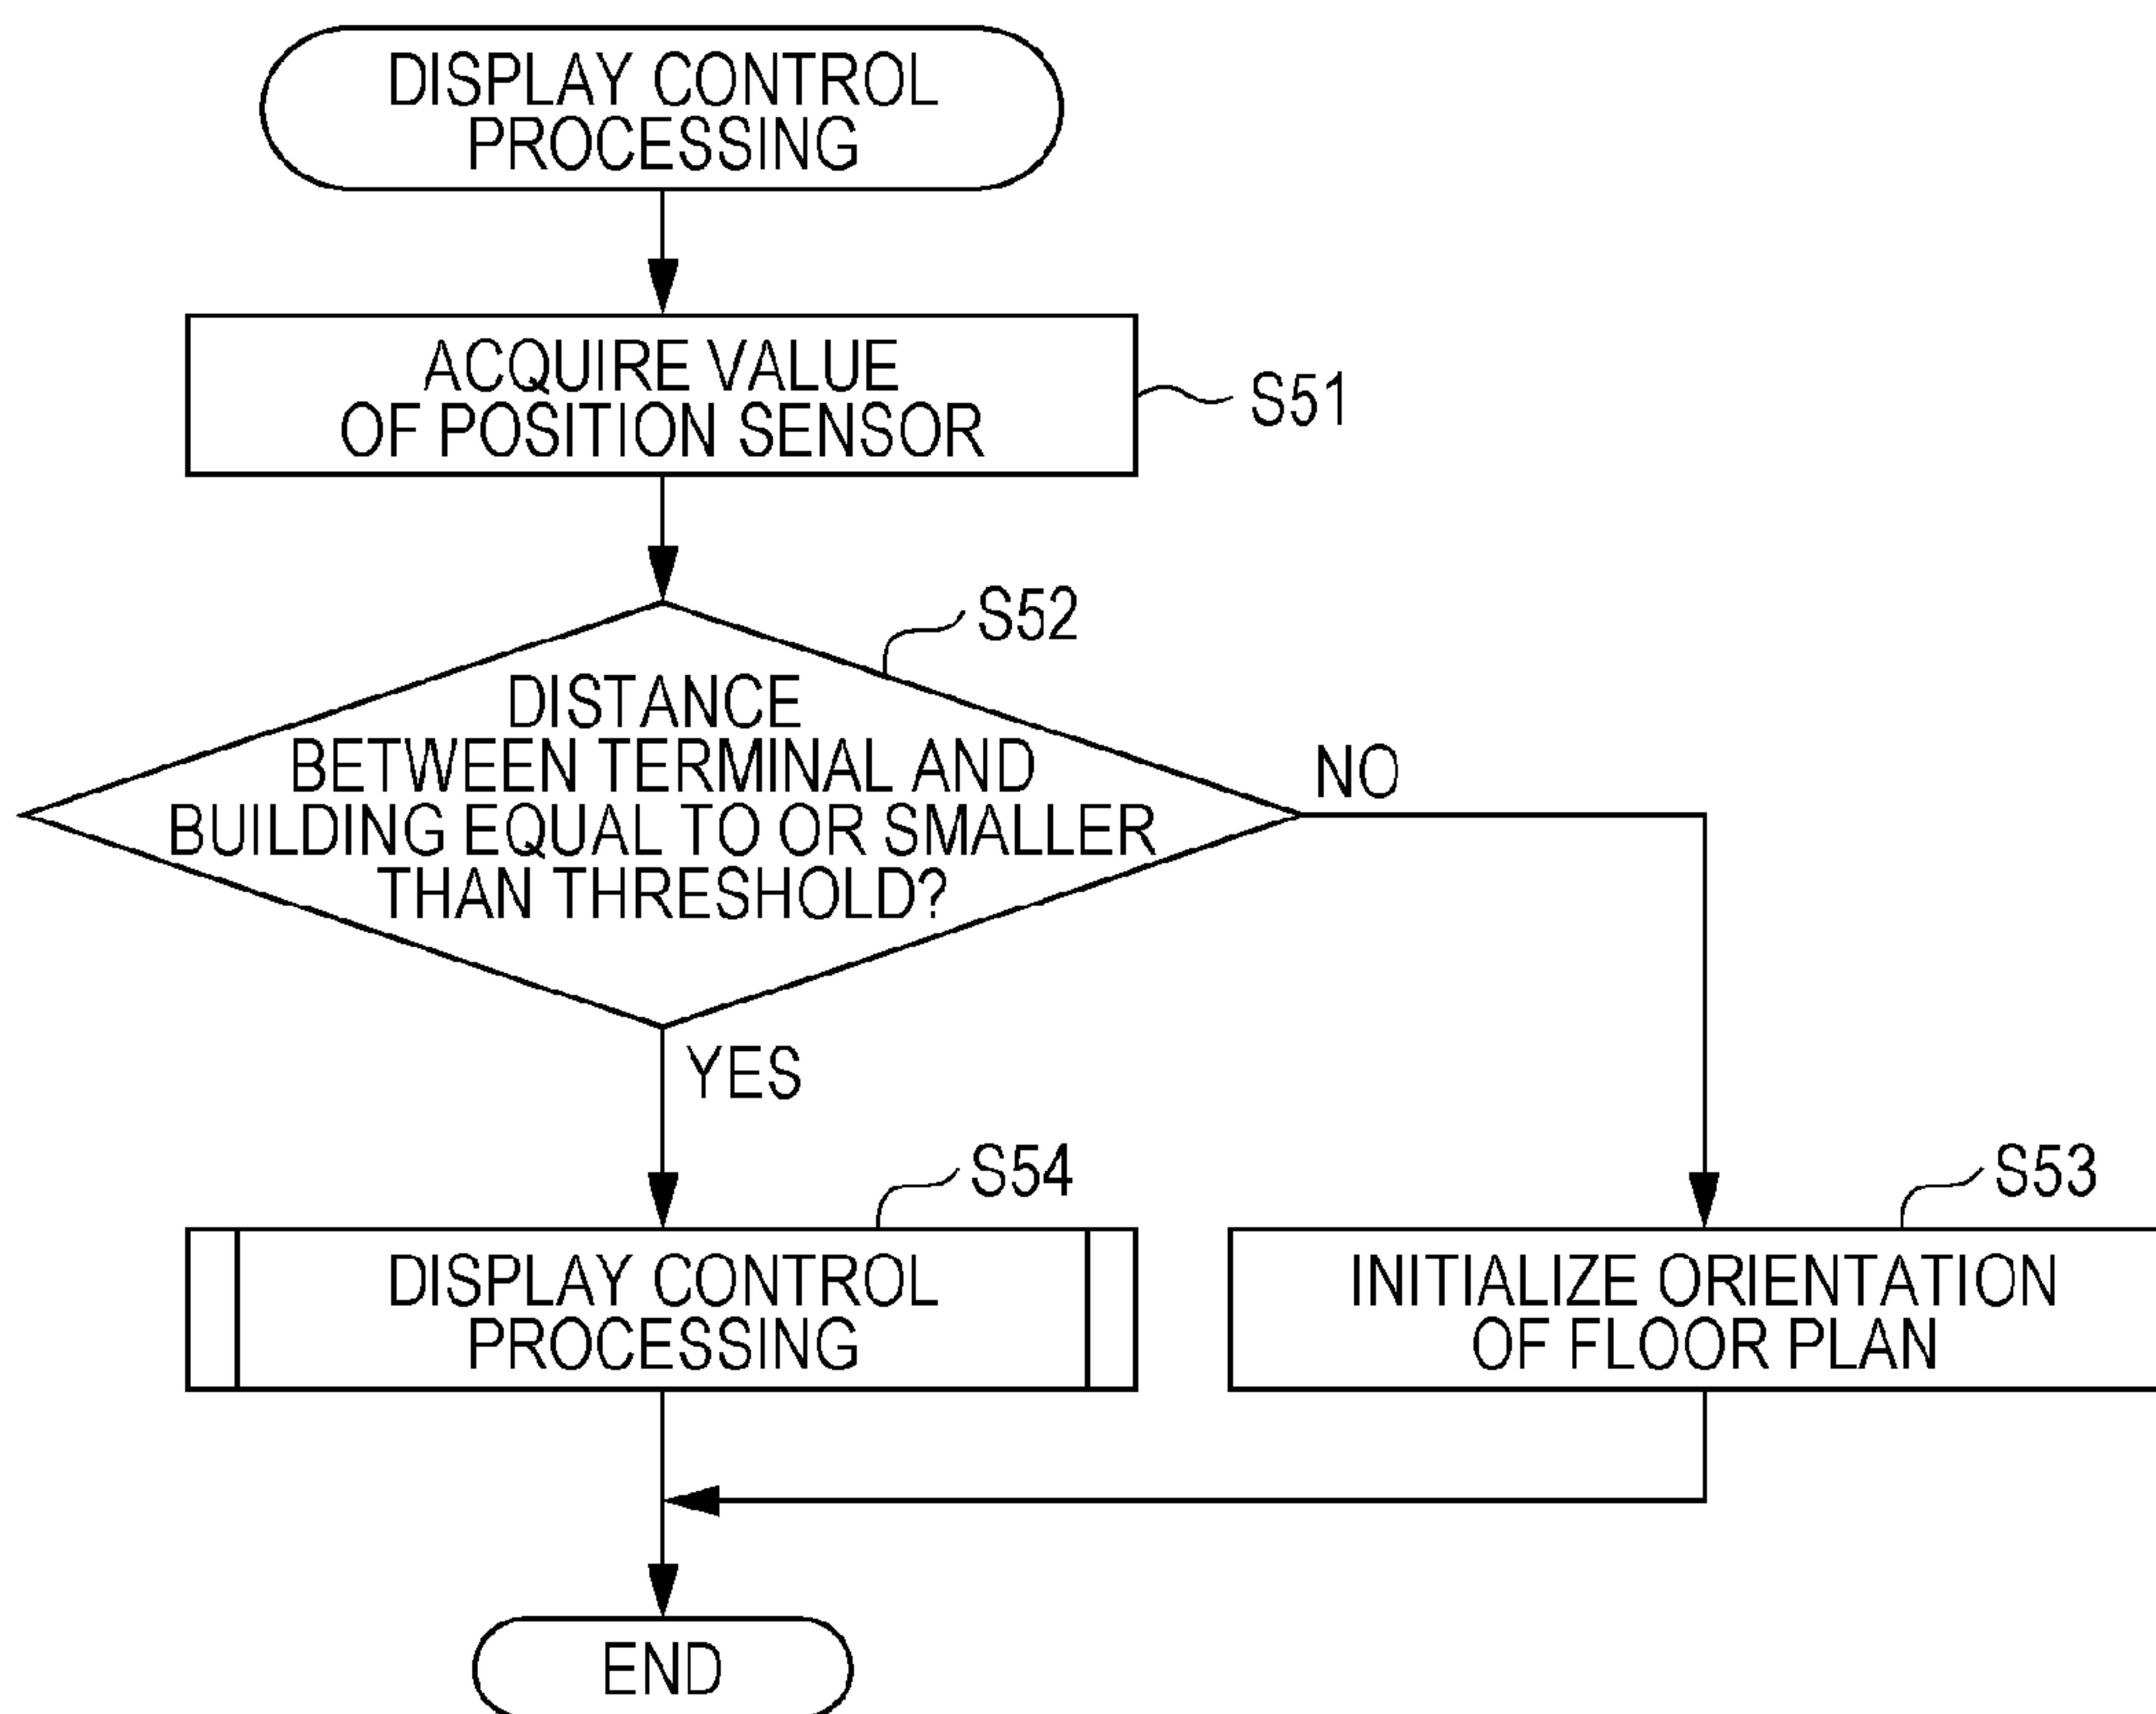 DISPLAY CONTROL
PROCESSING
ACQUIRE VALUE
OF POSITION SENSOR
S51
S52
DISTANCE
BETWEEN TERMINAL AND
BUILDING EQUAL TO OR SMALLER
THAN THRESHOLD?
NO
YES
S54
DISPLAY CONTROL
PROCESSING
S53
INITIALIZE ORIENTATION
OF FLOOR PLAN
END